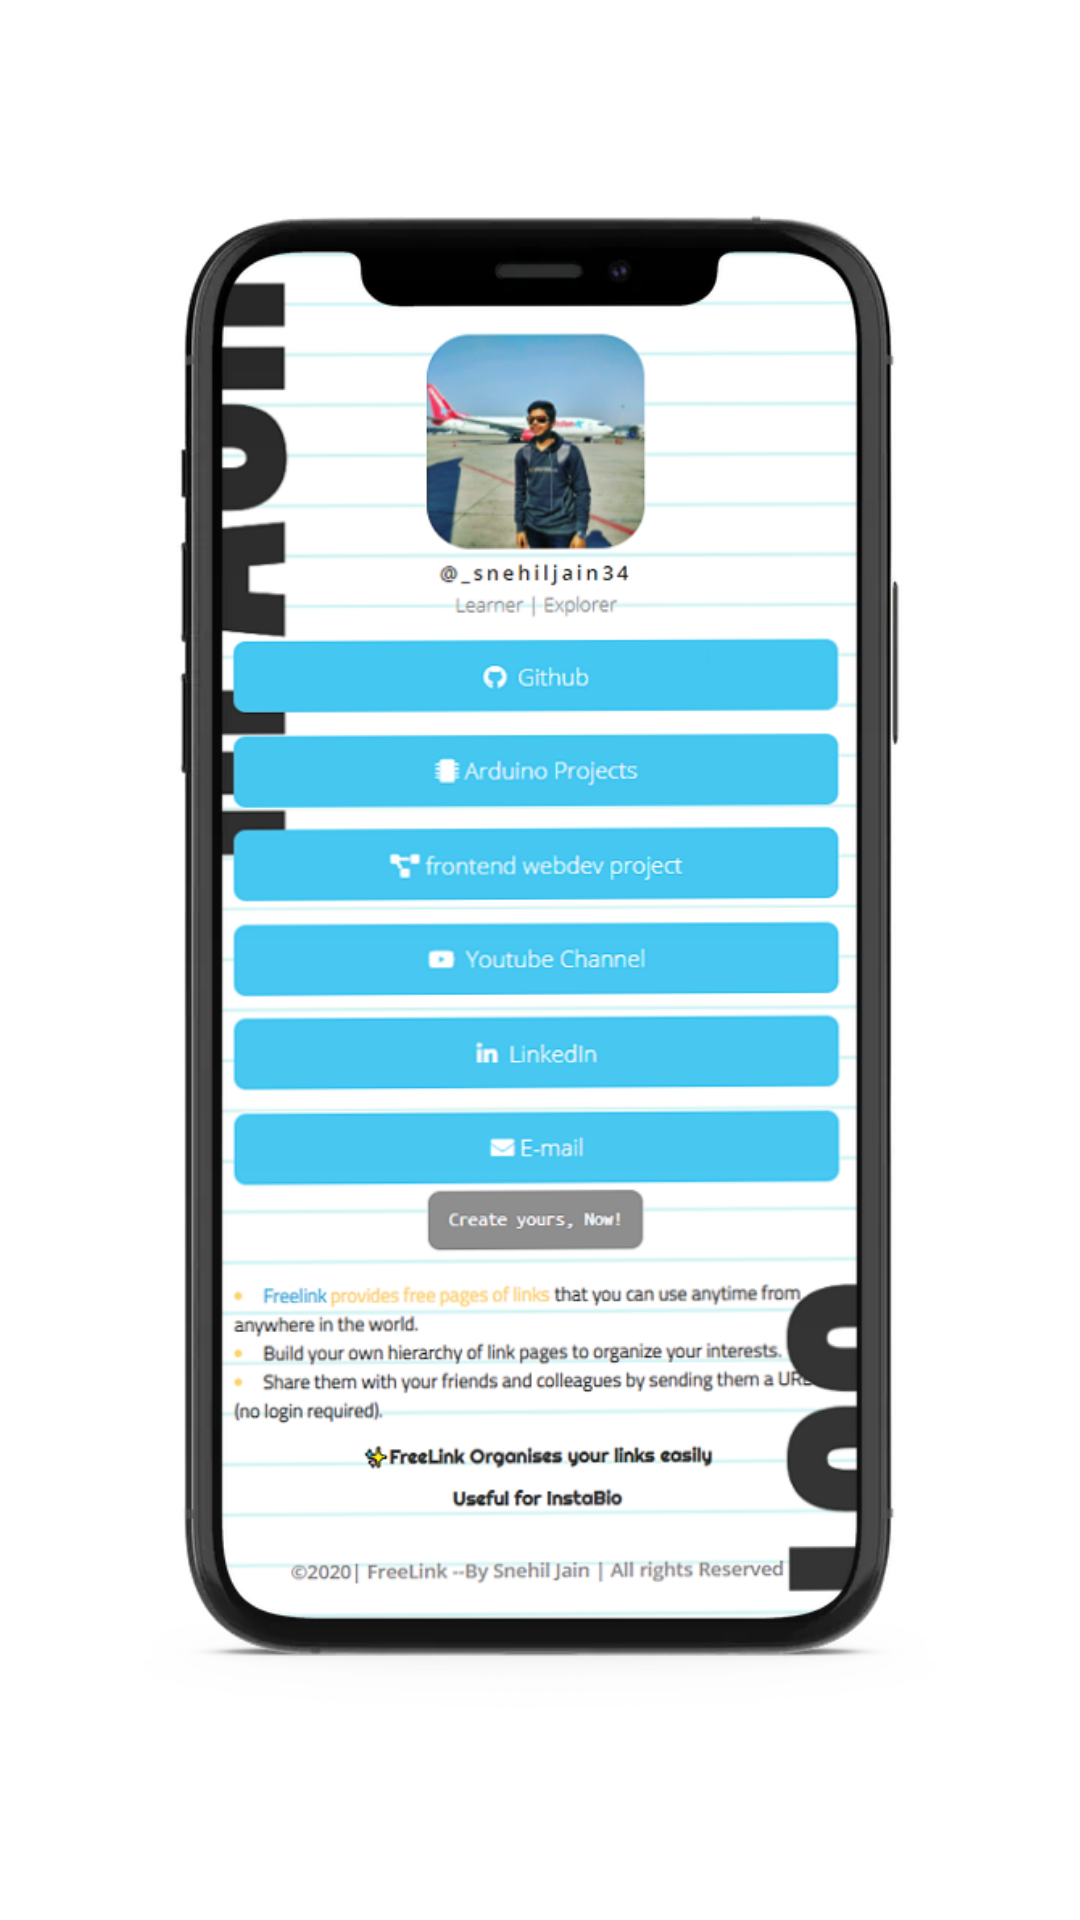 @_snehiljain34
Learner | Explorer
Github
Arduino Projects
frontend webdev project
Youtube Channel
LinkedIn
E-mail
Create yours, Now!
Freelink provides free pages of links that you can use anytime from
anywhere in the world.
Build your own hierarchy of link pages to organize your interests.
Share them with your friends and colleagues by sending them a URL
(no login required).
✨FreeLink Organises your links easily
Useful for InstaBio
©2020| FreeLink --By Snehil Jain | All rights Reserved